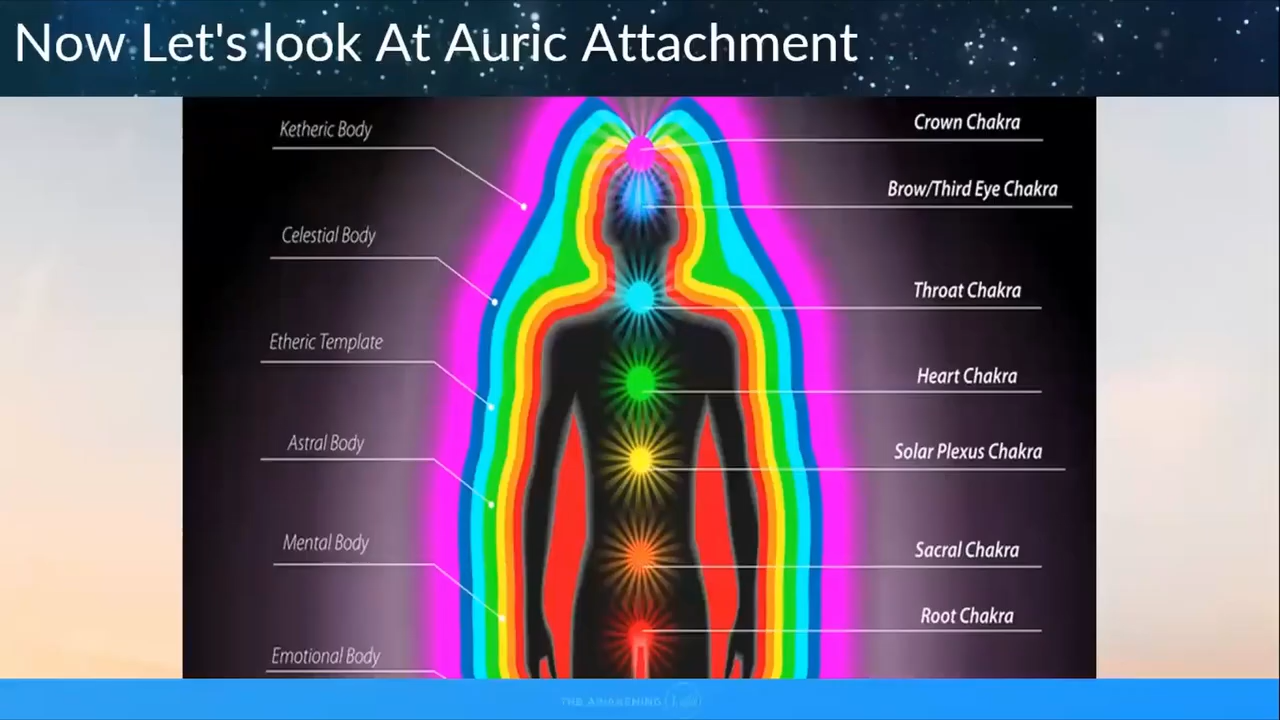 Now Let's look At Auric Attachment
Ketheric Body
Crown Chakra
Brow/Third Eye Chakra
Celestial Body
Throat Chakra
Etheric Template
Heart Chakra
Astral Body
Solar Plexus Chakra
Mental Body
Sacral Chakra
Root Chakra
Emotional Body